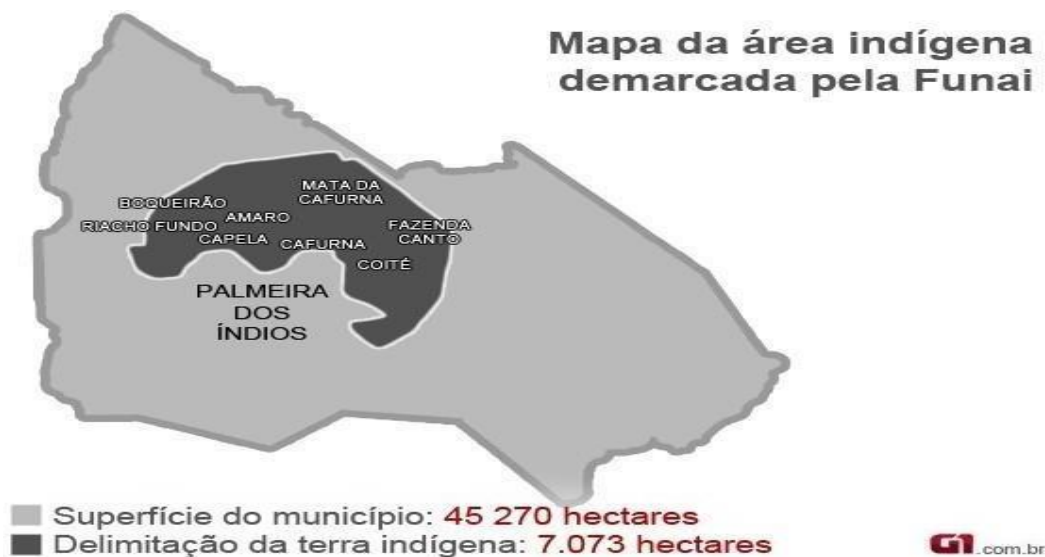 Mapa da área indígena
demarcada pela Funai
MATA DA
CAFURNA
BOQUEIRÃO
AMARO
RIACHO FUNDO
FAZENDA
CANTO
CAPELA
CAFURNA
COITÉ
PALMEIRA
DOS
ÍNDIOS
Superfície do município: 45 270 hectares
Delimitação da terra indígena: 7.073 hectares
G1.com.br